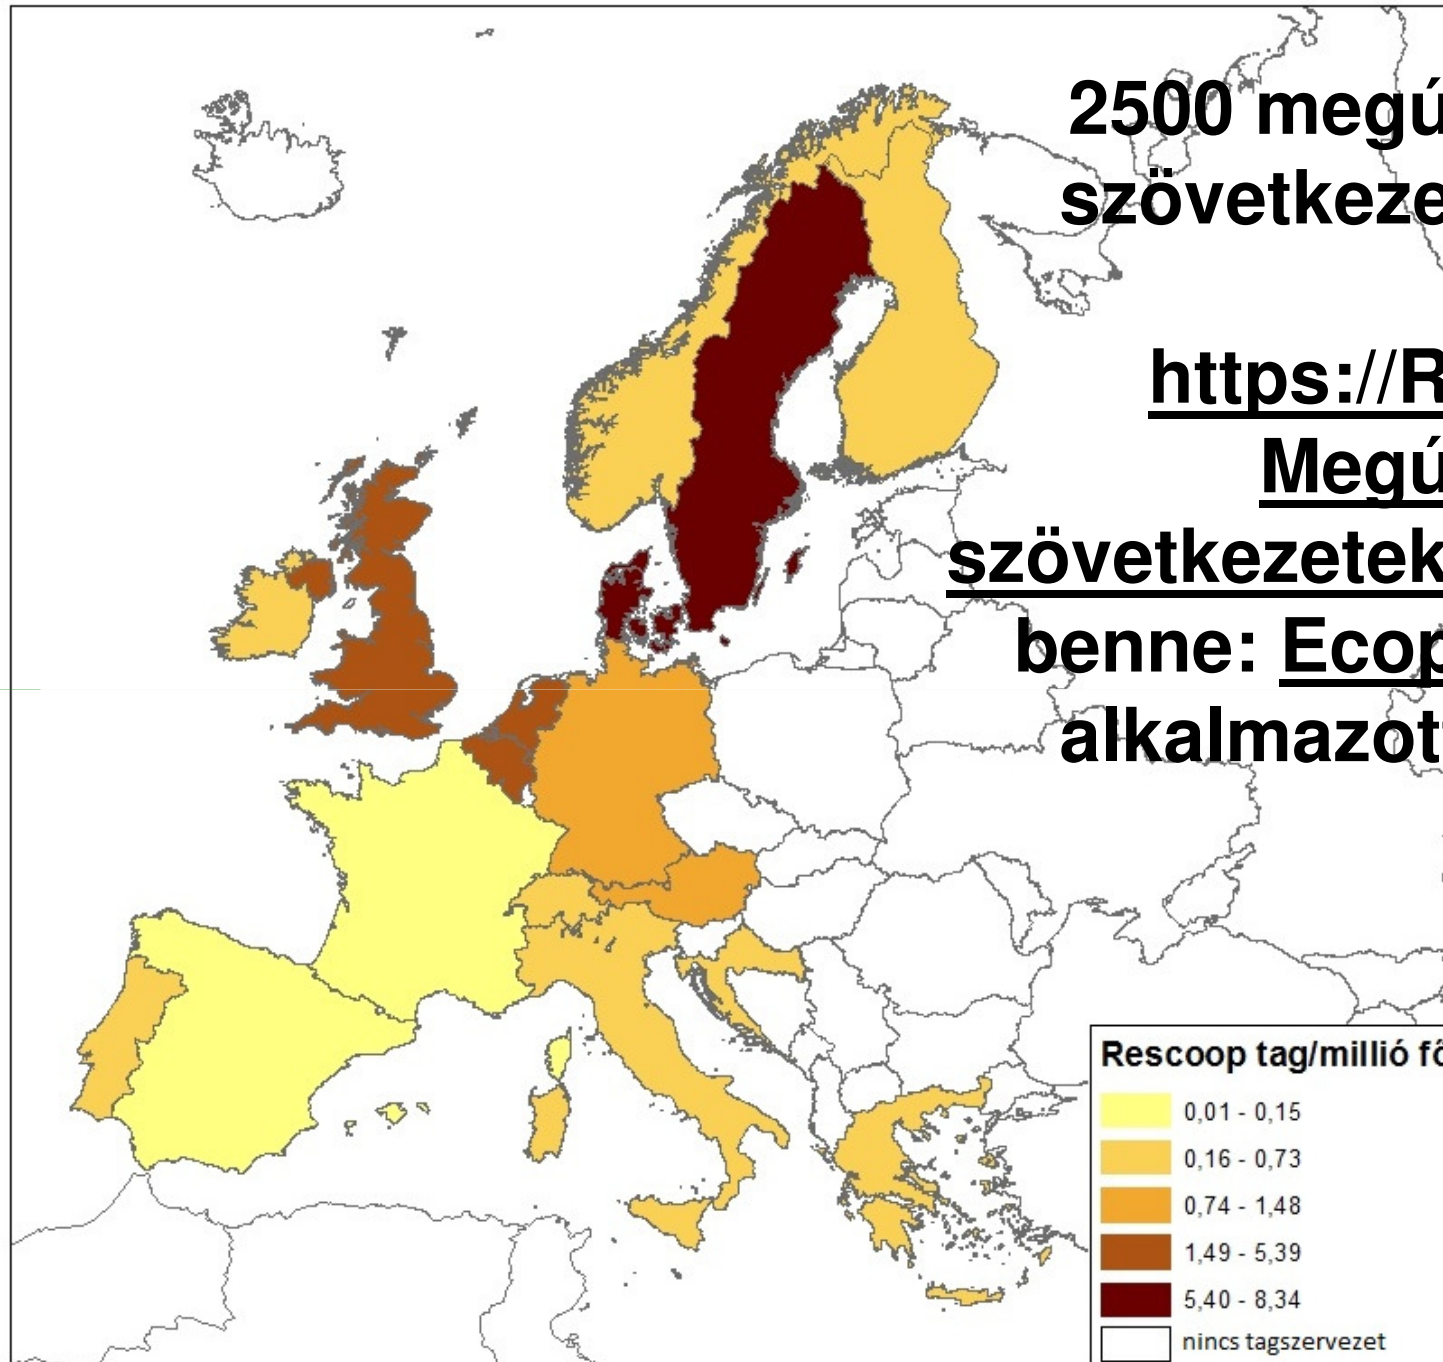 2500 megú
szövetkeze
https://R
Megú
szövetkezetek
benne: Ecop
alkalmazot
Rescoop tag/millió fő
0,01 - 0,15
0,16 - 0,73
0,74 - 1,48
1,49 - 5,39
5,40 - 8,34
nincs tagszervezet